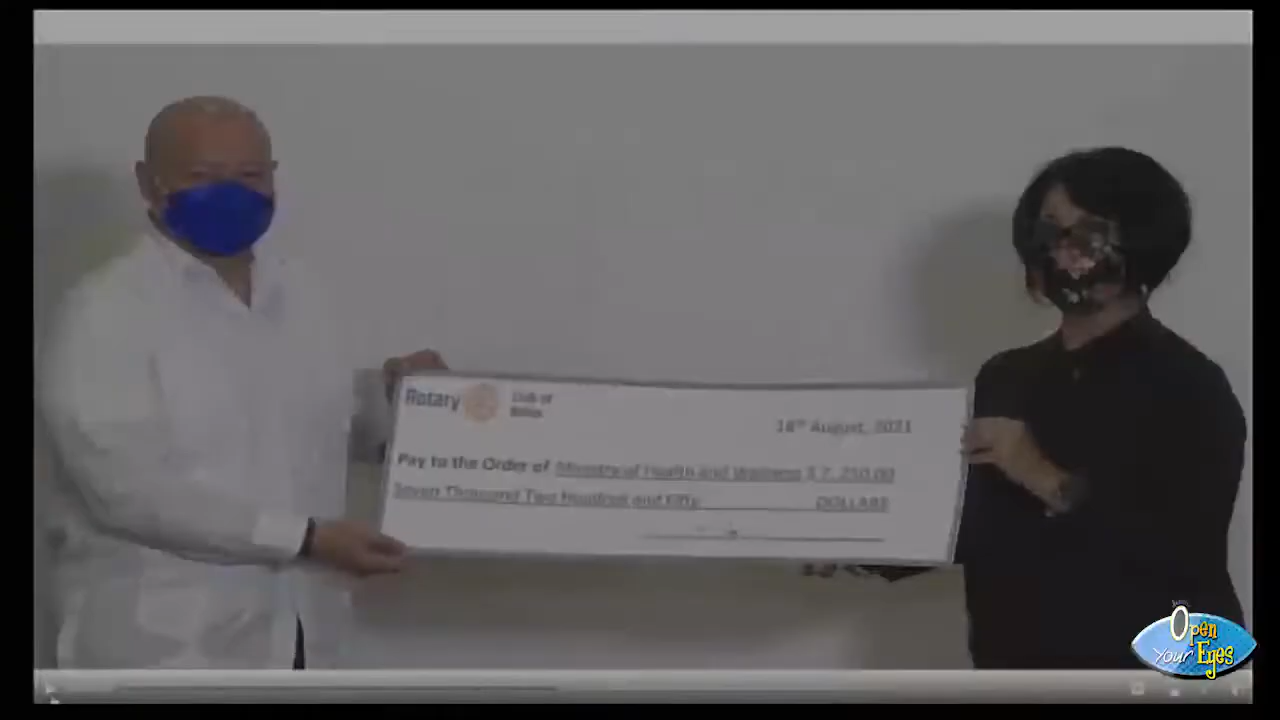 Rotary Club of
Belize
16th August, 2021
Pay to the Order of Ministry of Health and Wellness $ 7, 250.00
Seven Thousand Two Hundred and Fifty DOLLARS
Open
Your Eyes